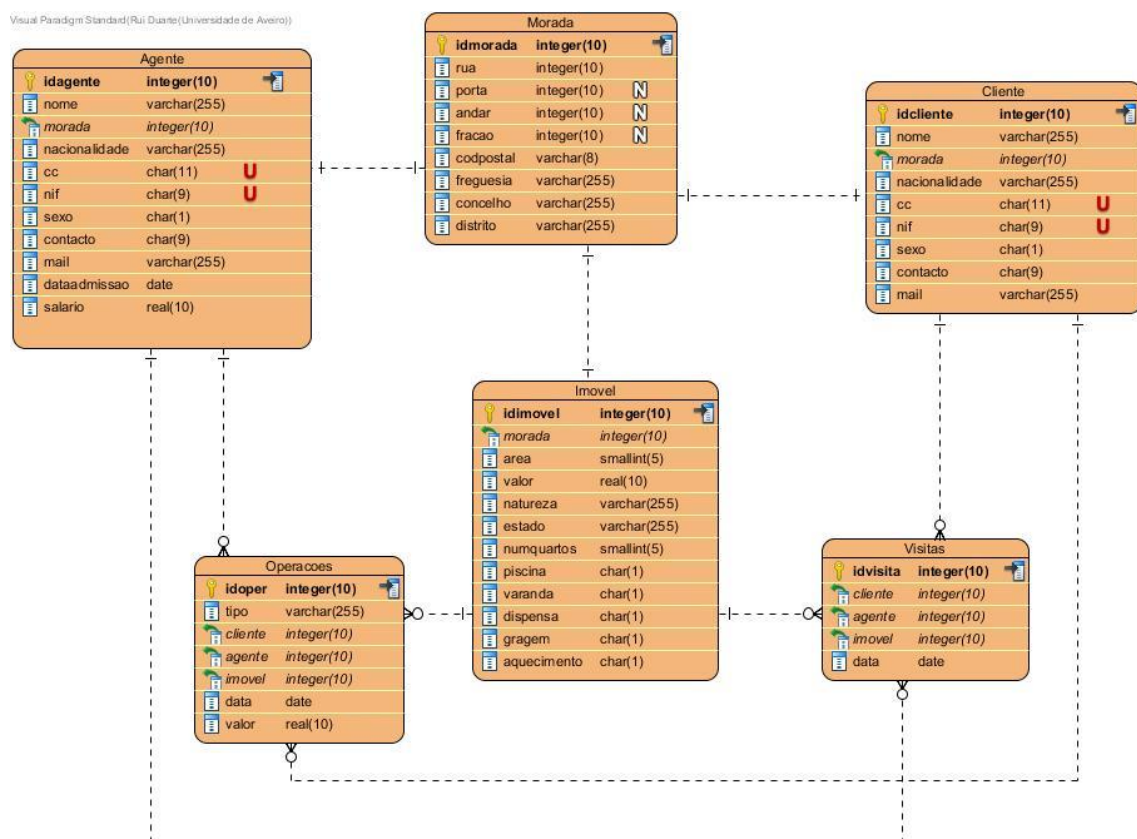 Visual Paradigm Standard(Rui Duarte(Universidade de Aveiro))
Agente
idagente integer(10)
nome varchar(255)
morada integer(10)
nacionalidade varchar(255)
cc char(11) U
nif char(9) U
sexo char(1)
contacto char(9)
mail varchar(255)
dataadmissao date
salario real(10)
Morada
idmorada integer(10)
rua integer(10)
porta integer(10) N
andar integer(10) N
fracao integer(10) N
codpostal varchar(8)
freguesia varchar(255)
concelho varchar(255)
distrito varchar(255)
Cliente
idcliente integer(10)
nome varchar(255)
morada integer(10)
nacionalidade varchar(255)
cc char(11) U
nif char(9) U
sexo char(1)
contacto char(9)
mail varchar(255)
Imovel
idimovel integer(10)
morada integer(10)
area smallint(5)
valor real(10)
natureza varchar(255)
estado varchar(255)
numquartos smallint(5)
piscina char(1)
varanda char(1)
dispensa char(1)
gragem char(1)
aquecimento char(1)
Operacoes
idoper integer(10)
tipo varchar(255)
cliente integer(10)
agente integer(10)
imovel integer(10)
data date
valor real(10)
Visitas
idvisita integer(10)
cliente integer(10)
agente integer(10)
imovel integer(10)
data date